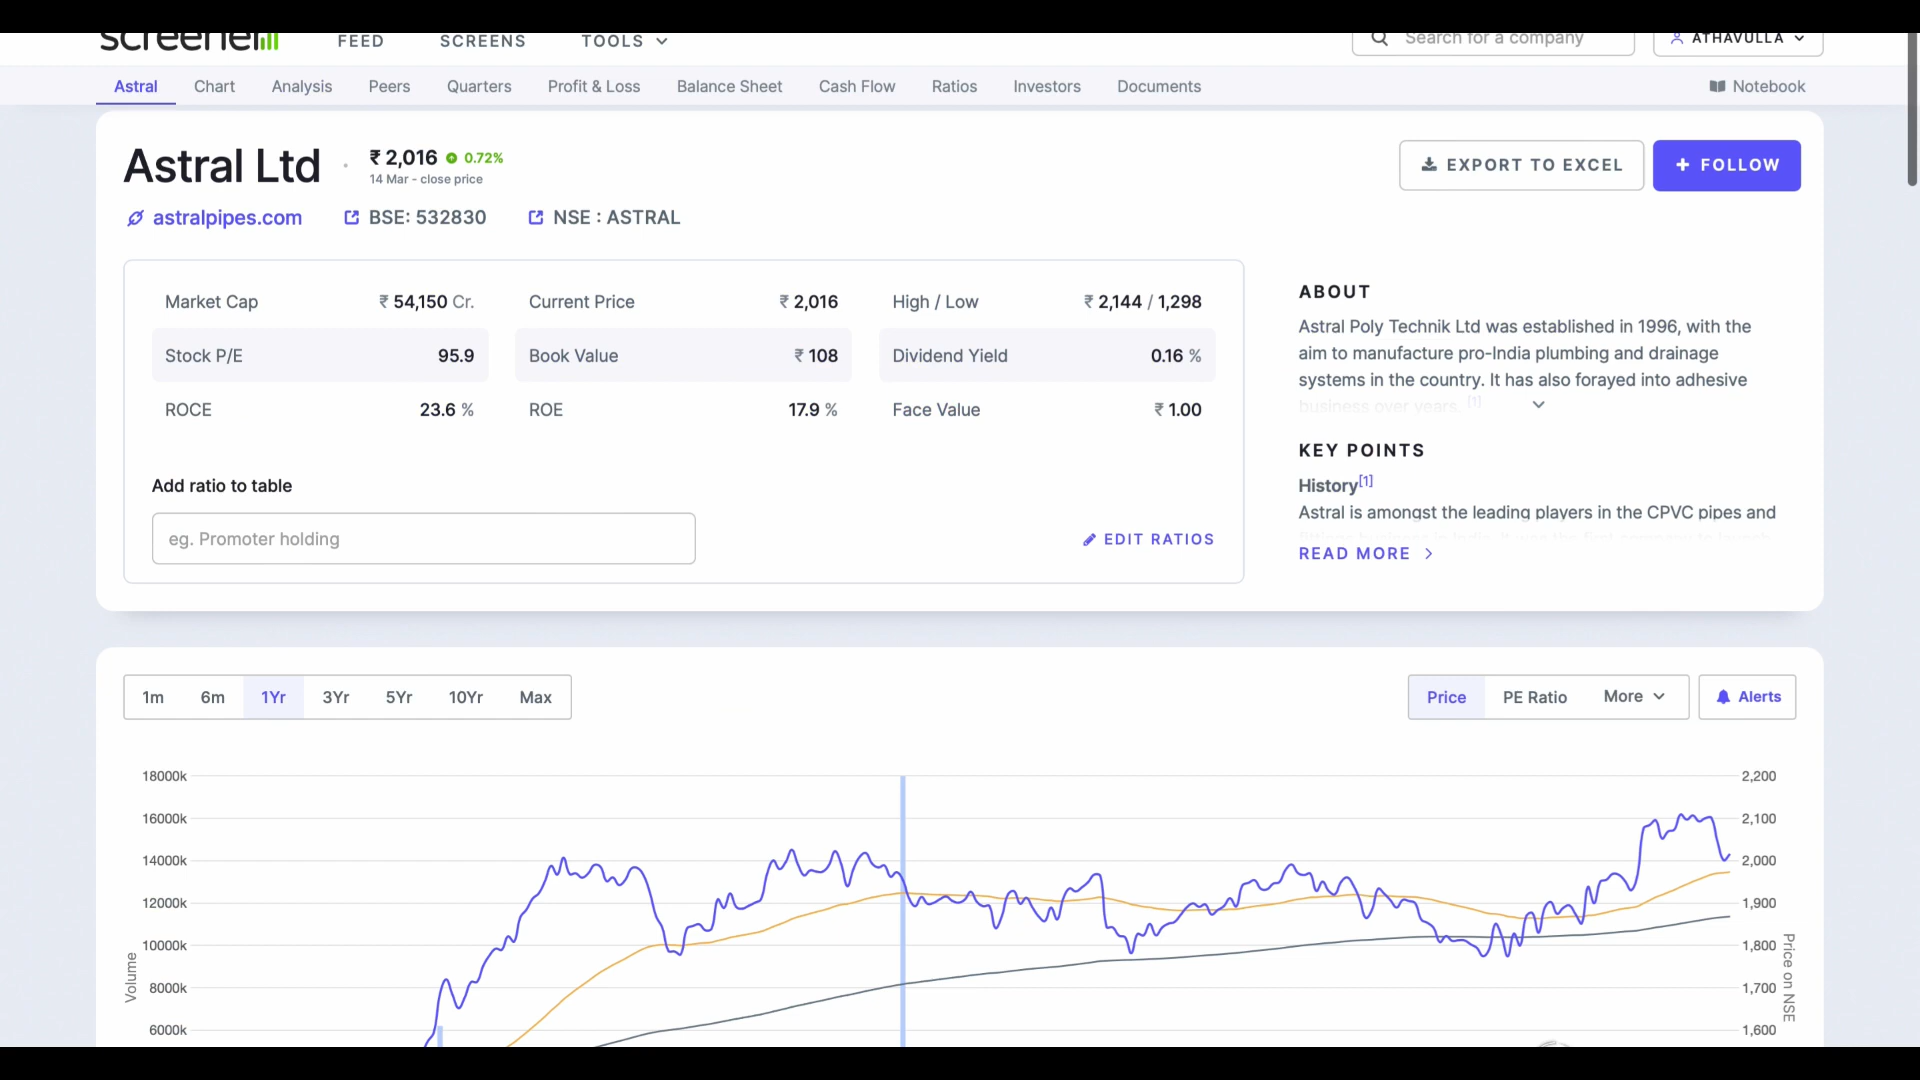 screener
FEED SCREENS TOOLS
Search for a company
ATHAVULLA
Astral Chart Analysis Peers Quarters Profit & Loss Balance Sheet Cash Flow Ratios Investors Documents Notebook
Astral Ltd
₹ 2,016 0.72%
14 Mar - close price
EXPORT TO EXCEL
+ FOLLOW
astralpipes.com BSE: 532830 NSE : ASTRAL
Market Cap ₹ 54,150 Cr. Current Price ₹ 2,016 High / Low ₹ 2,144 / 1,298
Stock P/E 95.9 Book Value ₹ 108 Dividend Yield 0.16 %
ROCE 23.6 % ROE 17.9 % Face Value ₹ 1.00
Add ratio to table
eg. Promoter holding
EDIT RATIOS
ABOUT
Astral Poly Technik Ltd was established in 1996, with the
aim to manufacture pro-India plumbing and drainage
systems in the country. It has also forayed into adhesive
business over years. [1]
KEY POINTS
History[1]
Astral is amongst the leading players in the CPVC pipes and
READ MORE
1m 6m 1Yr 3Yr 5Yr 10Yr Max
Price PE Ratio More Alerts
18000k 2,200
16000k 2,100
14000k 2,000
12000k 1,900
10000k 1,800
8000k 1,700
6000k 1,600
Volume
Price on NSE